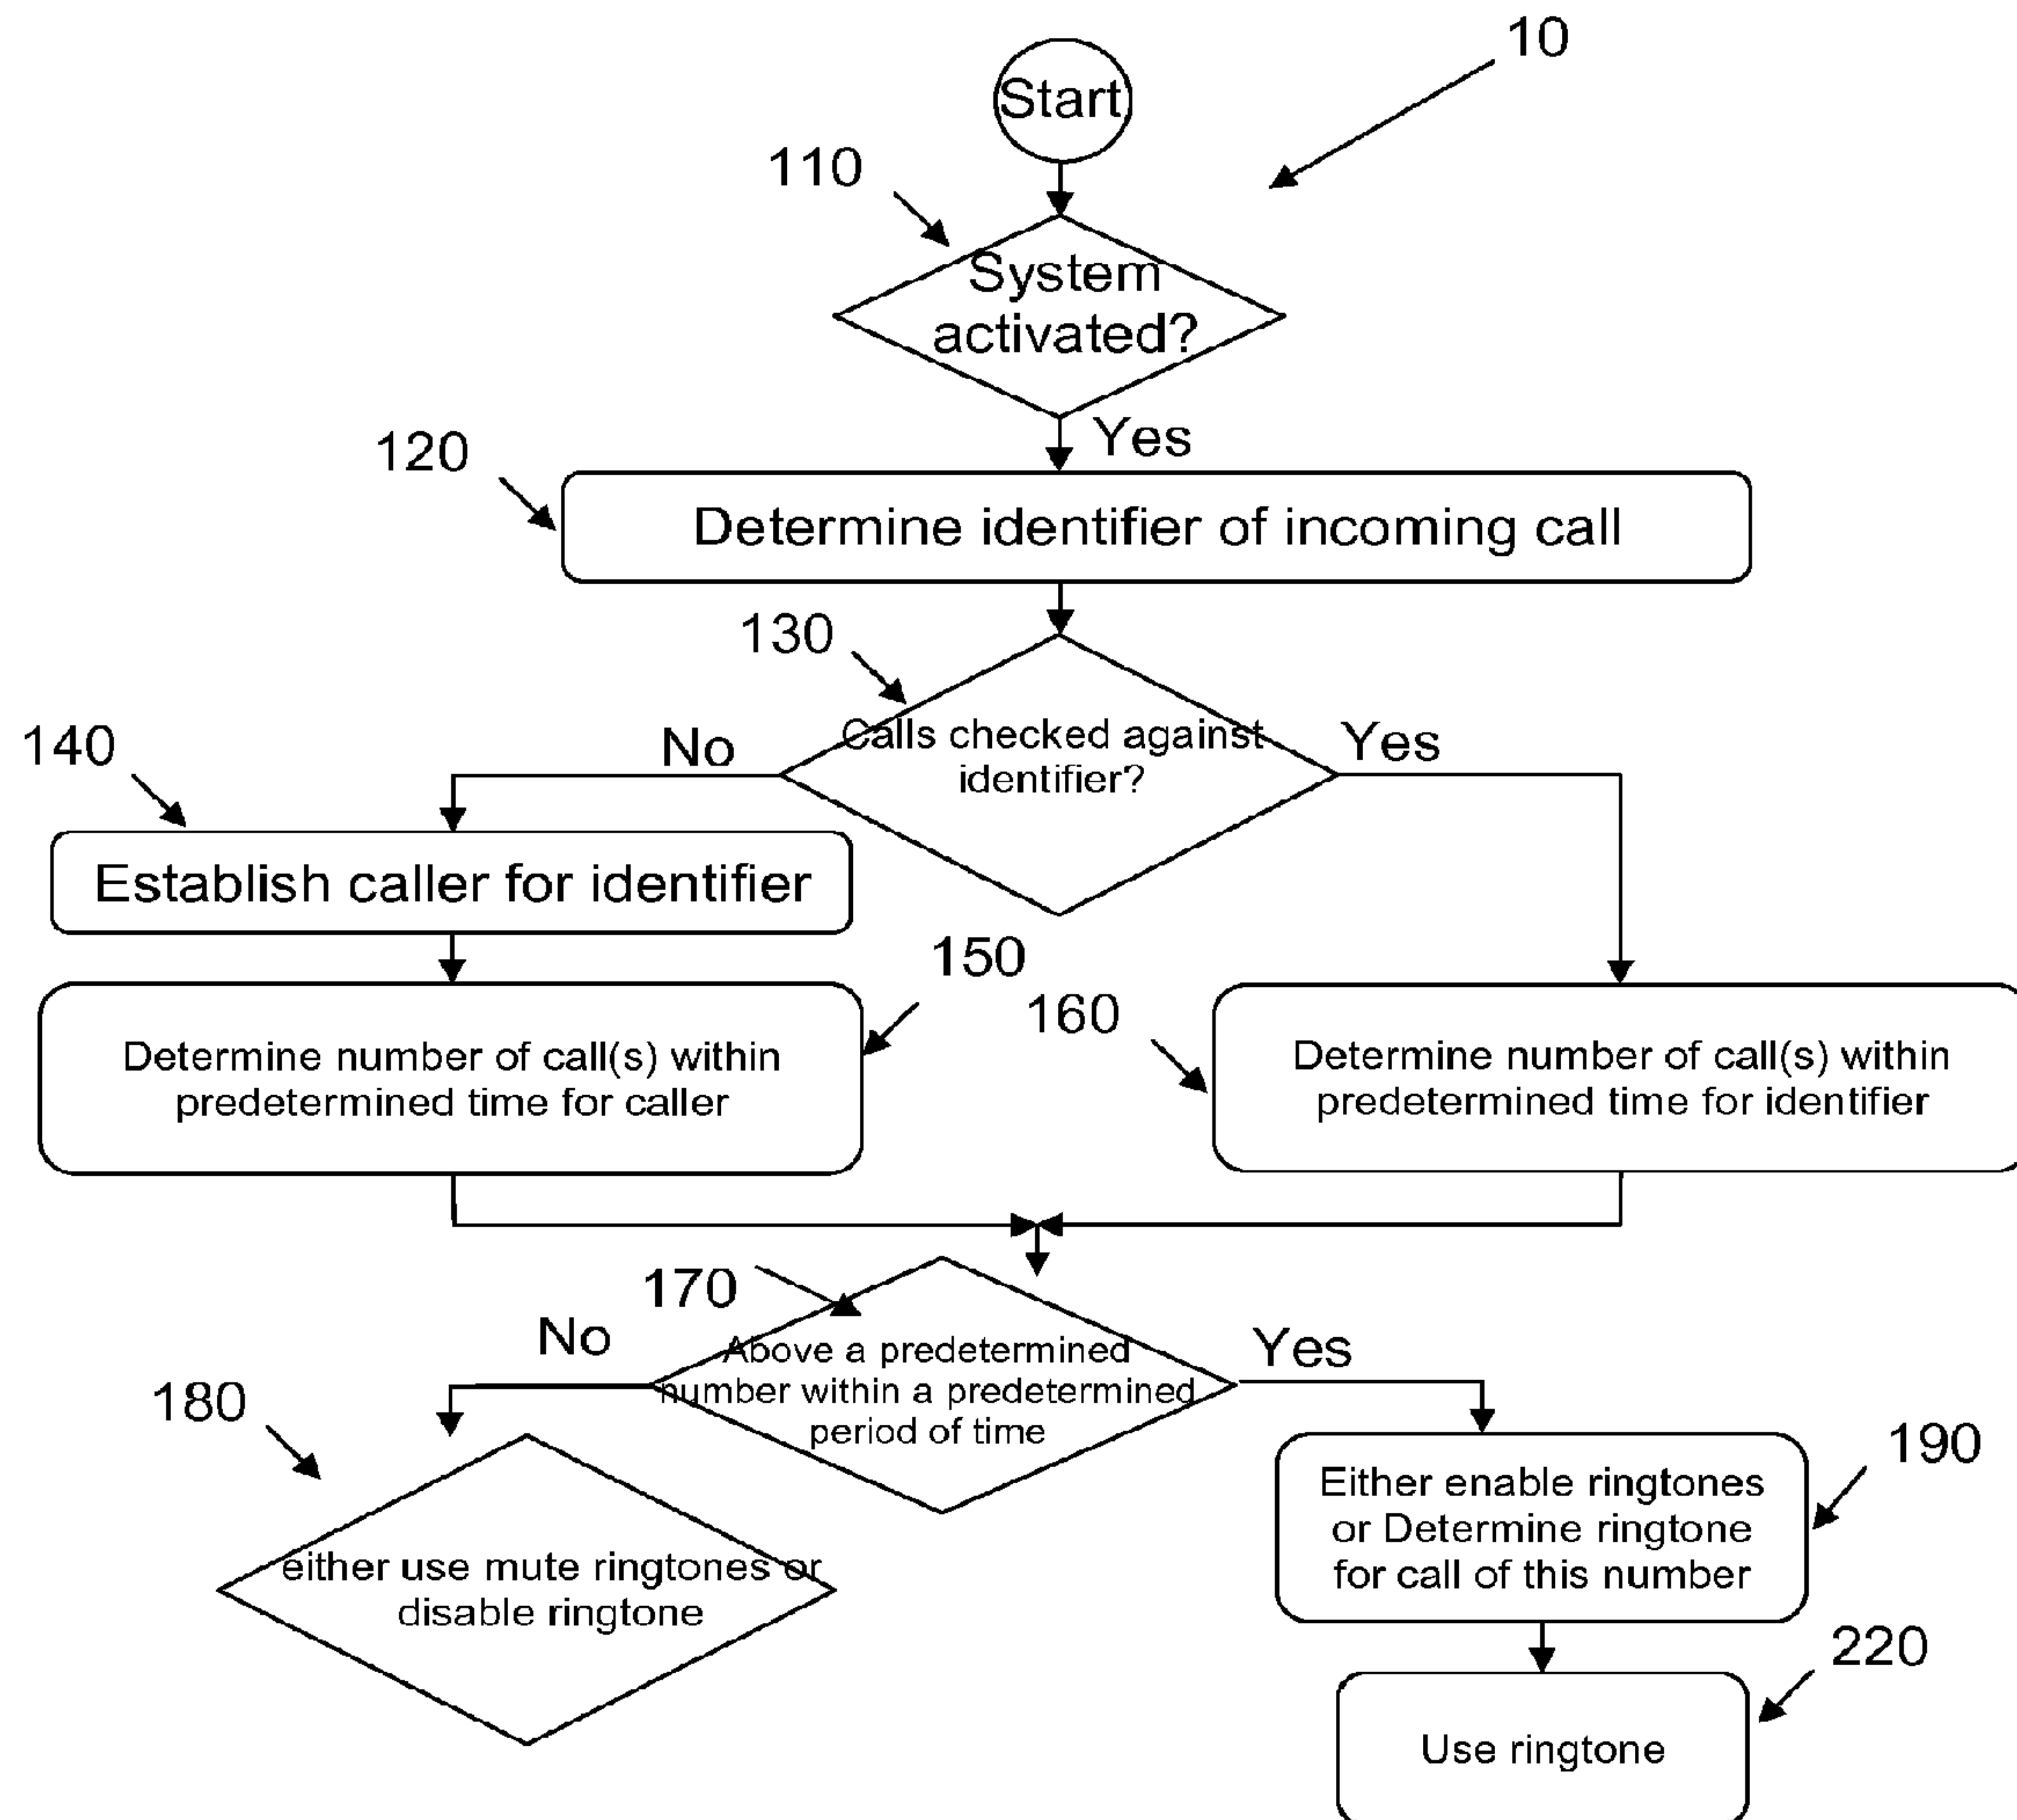 10
Start
110
System
activated?
Yes
120
Determine identifier of incoming call
130
Calls checked against
identifier?
No
Yes
140
Establish caller for identifier
150
160
Determine number of call(s) within
predetermined time for caller
Determine number of call(s) within
predetermined time for identifier
170
No
Yes
Above a predetermined
number within a predetermined
period of time
180
either use mute ringtones or
disable ringtone
190
Either enable ringtones
or Determine ringtone
for call of this number
220
Use ringtone